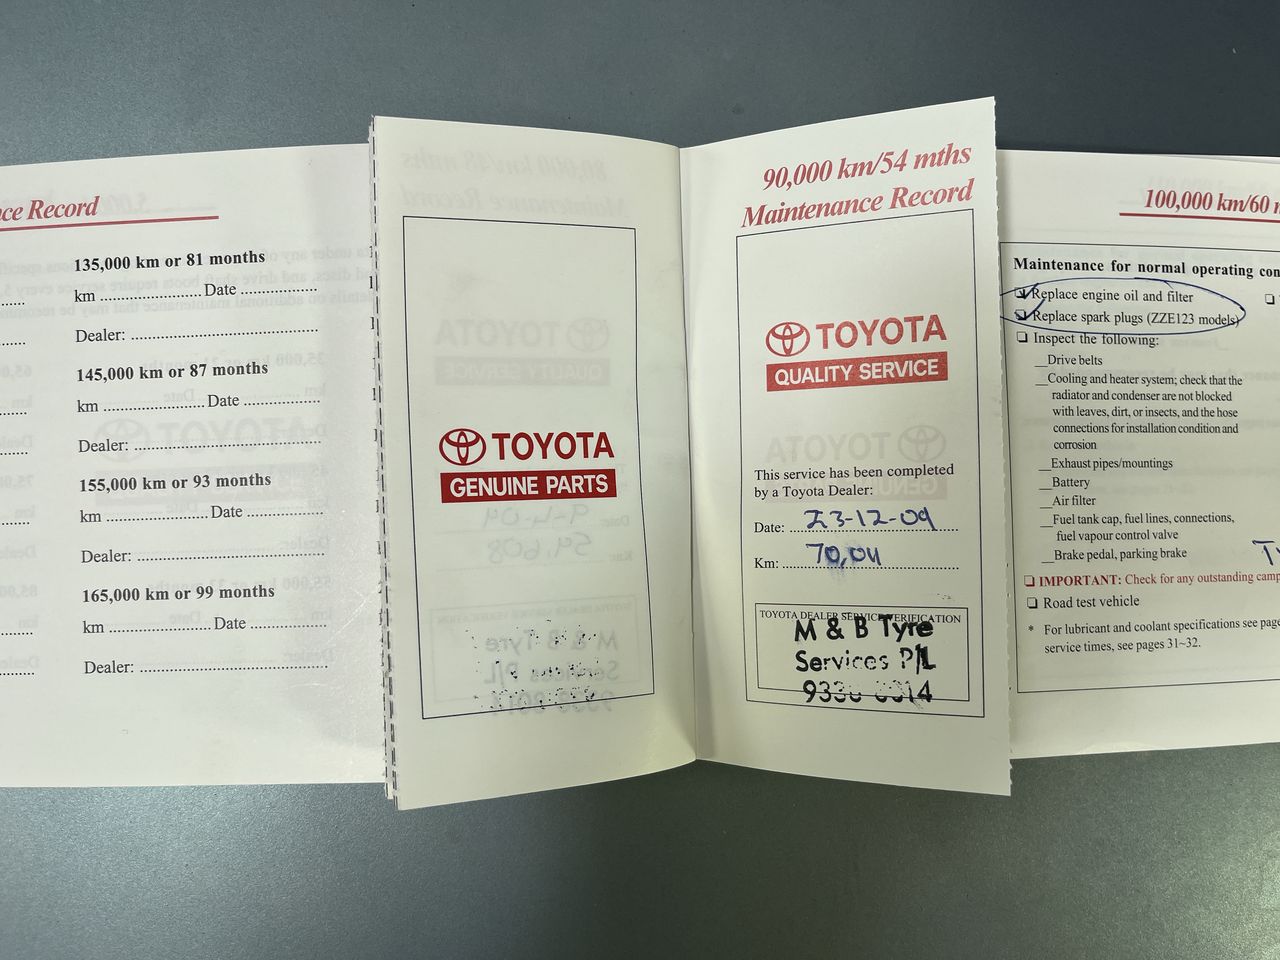 ce Record
135,000 km or 81 months
km ........................ Date ..................
Dealer: ............................................
145,000 km or 87 months
km ........................ Date ..................
Dealer: ............................................
155,000 km or 93 months
km ........................ Date ..................
Dealer: ............................................
165,000 km or 99 months
km ........................ Date ..................
Dealer: ............................................
TOYOTA
GENUINE PARTS
90,000 km/54 mths
Maintenance Record
TOYOTA
QUALITY SERVICE
This service has been completed
by a Toyota Dealer:
Date: 23-12-09
Km: 70,04
TOYOTA DEALER SERVICE VERIFICATION
M & B Tyre
Services P/L
9330 6014
100,000 km/60 m
Maintenance for normal operating con
Replace engine oil and filter
Replace spark plugs (ZZE123 models)
Inspect the following:
Drive belts
Cooling and heater system; check that the
radiator and condenser are not blocked
with leaves, dirt, or insects, and the hose
connections for installation condition and
corrosion
Exhaust pipes/mountings
Battery
Air filter
Fuel tank cap, fuel lines, connections,
fuel vapour control valve
Brake pedal, parking brake
IMPORTANT: Check for any outstanding camp
Road test vehicle
* For lubricant and coolant specifications see page
service times, see pages 31~32.